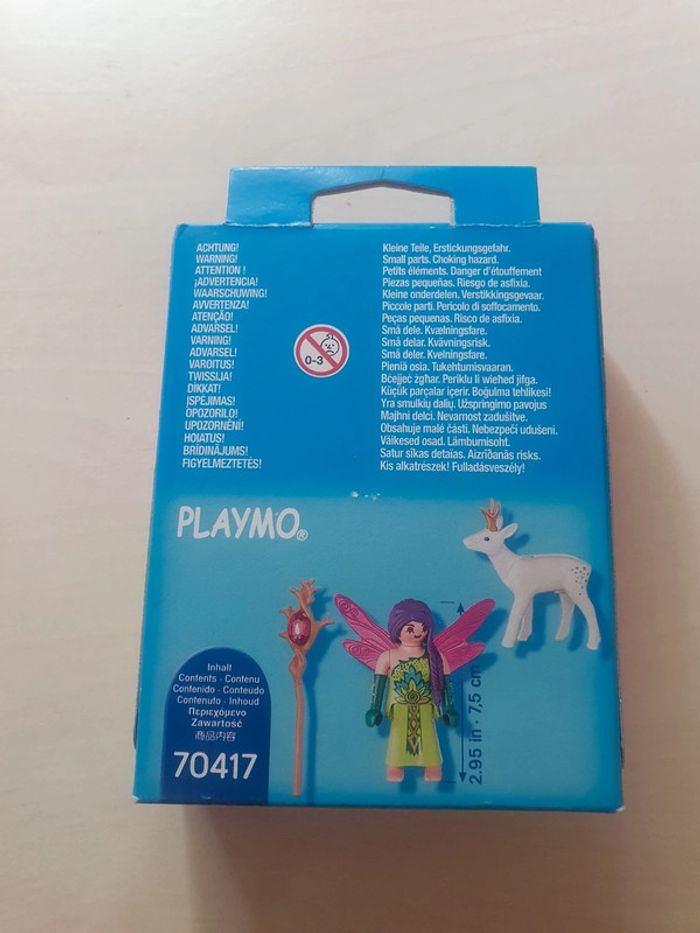 ACHTUNG!
WARNING!
ATTENTION !
¡ADVERTENCIA!
WAARSCHUWING!
AVVERTENZA!
ATENÇÃO!
ADVARSEL!
VARNING!
ADVARSEL!
VAROITUS!
TWISSIJA!
DİKKAT!
ĮSPĖJIMAS!
OPOZORILO!
UPOZORNĚNÍ!
HOIATUS!
BRĪDINĀJUMS!
FIGYELMEZTETÉS!
0-3
Kleine Teile, Erstickungsgefahr.
Small parts. Choking hazard.
Petits éléments. Danger d'étouffement
Piezas pequeñas. Riesgo de asfixia.
Kleine onderdelen. Verstikkingsgevaar.
Piccole parti. Pericolo di soffocamento.
Peças pequenas. Risco de asfixia.
Små dele. Kvælningsfare.
Små delar. Kvävningsrisk.
Små deler. Kvelningsfare.
Pieniä osia. Tukehtumisvaaran.
Bċejjeċ żgħar. Periklu li wieħed jifga.
Küçük parçalar içerir. Boğulma tehlikesi!
Yra smulkių dalių. Užspringimo pavojus
Majhni delci. Nevarnost zadušitve.
Obsahuje malé části. Nebezpečí udušení.
Väikesed osad. Lämbumisoht.
Satur sīkas detaļas. Aizrīšanās risks.
Kis alkatrészek! Fulladásveszély!
PLAYMO®
Inhalt
Contents - Contenu
Contenido - Conteúdo
Contenuto - Inhoud
Περιεχόμενο
Zawartość
商品内容
70417
2.95 in · 7,5 cm